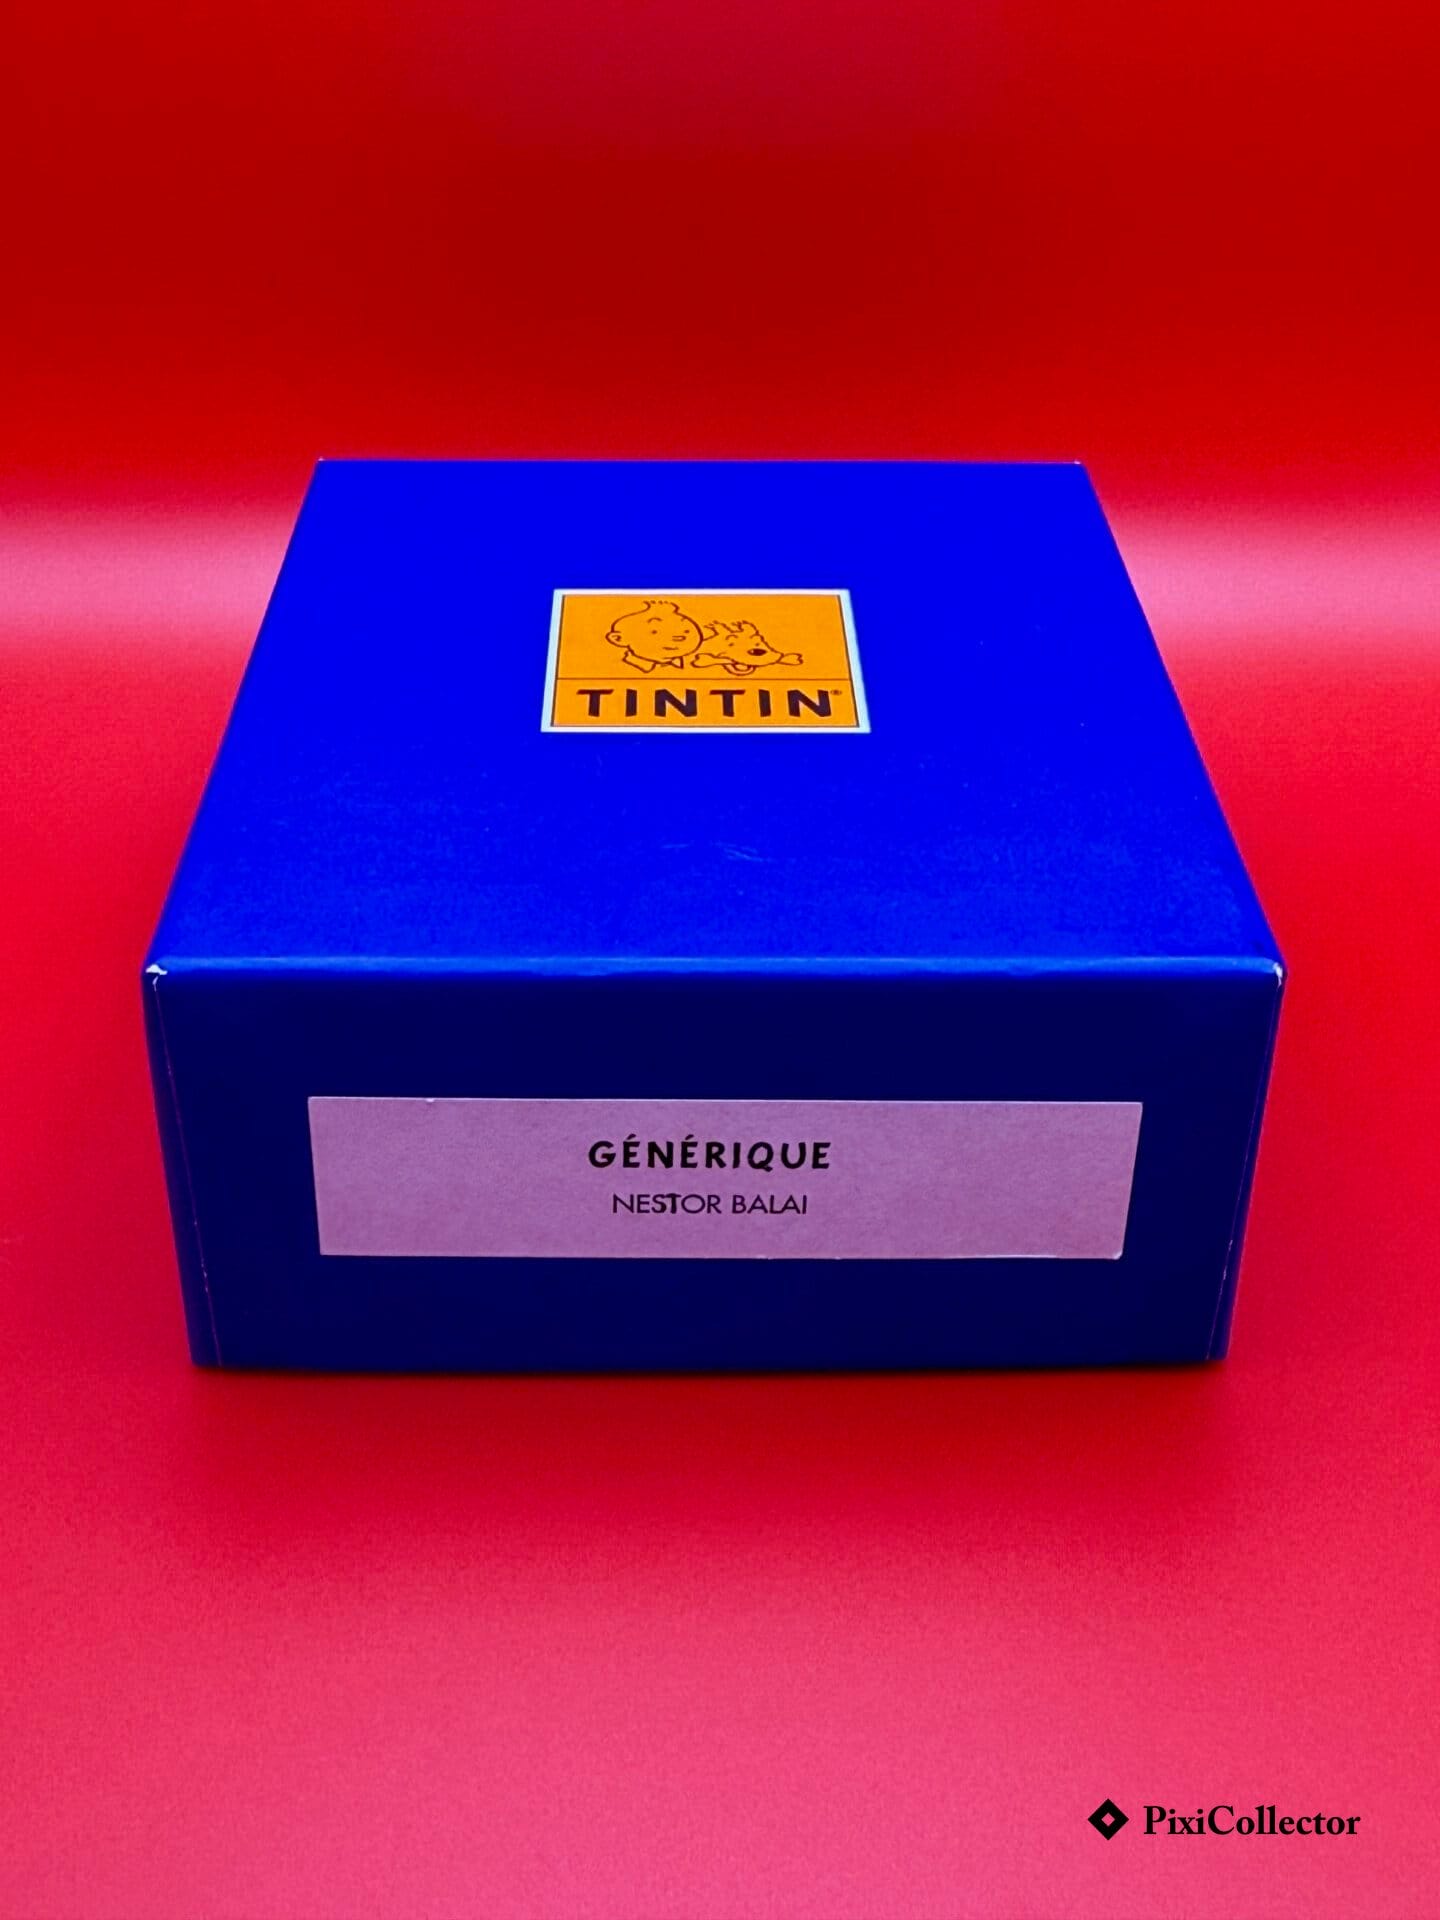 TINTIN®
GÉNÉRIQUE
NESTOR BALAI
PixiCollector